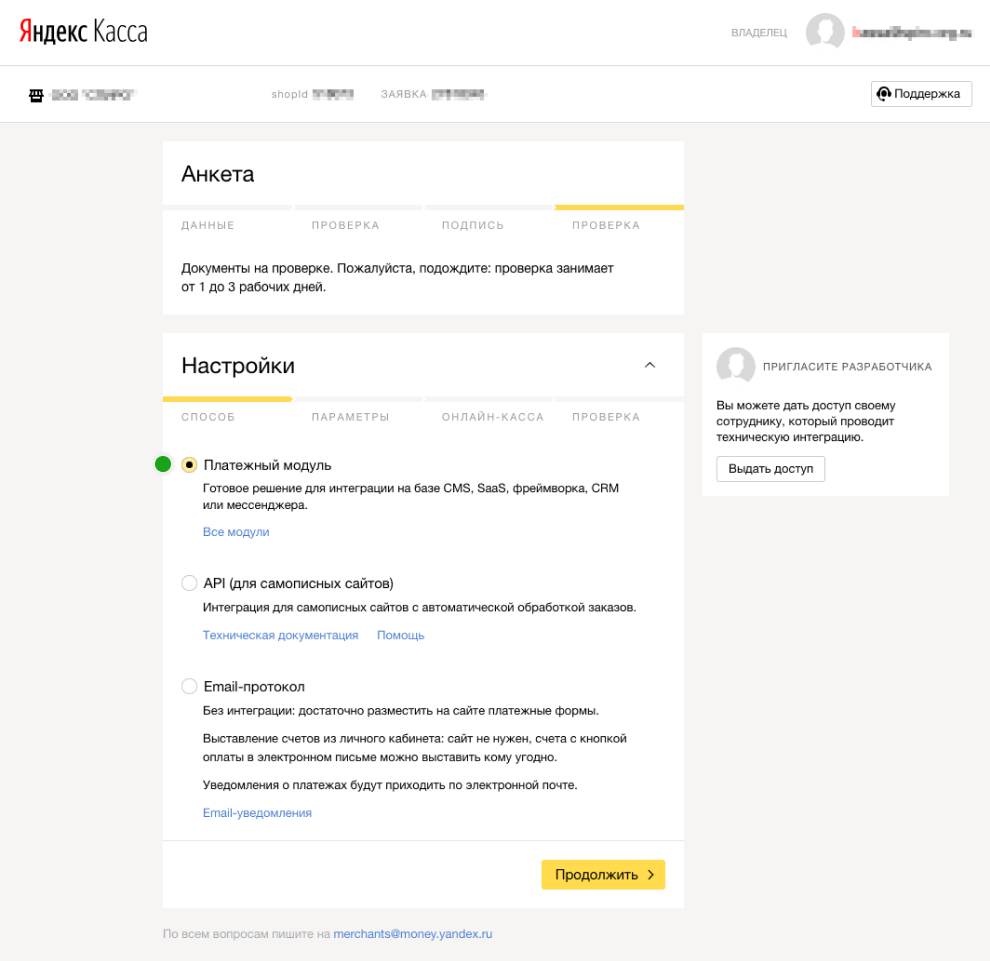 Яндекс Касса
ВЛАДЕЛЕЦ
shopId
ЗАЯВКА
Поддержка
Анкета
ДАННЫЕ ПРОВЕРКА ПОДПИСЬ ПРОВЕРКА
Документы на проверке. Пожалуйста, подождите: проверка занимает
от 1 до 3 рабочих дней.
Настройки
СПОСОБ ПАРАМЕТРЫ ОНЛАЙН-КАССА ПРОВЕРКА
Платежный модуль
Готовое решение для интеграции на базе CMS, SaaS, фреймворка, CRM
или мессенджера.
Все модули
API (для самописных сайтов)
Интеграция для самописных сайтов с автоматической обработкой заказов.
Техническая документация Помощь
Email-протокол
Без интеграции: достаточно разместить на сайте платежные формы.
Выставление счетов из личного кабинета: сайт не нужен, счета с кнопкой
оплаты в электронном письме можно выставить кому угодно.
Уведомления о платежах будут приходить по электронной почте.
Email-уведомления
Продолжить
ПРИГЛАСИТЕ РАЗРАБОТЧИКА
Вы можете дать доступ своему
сотруднику, который проводит
техническую интеграцию.
Выдать доступ
По всем вопросам пишите на merchants@money.yandex.ru